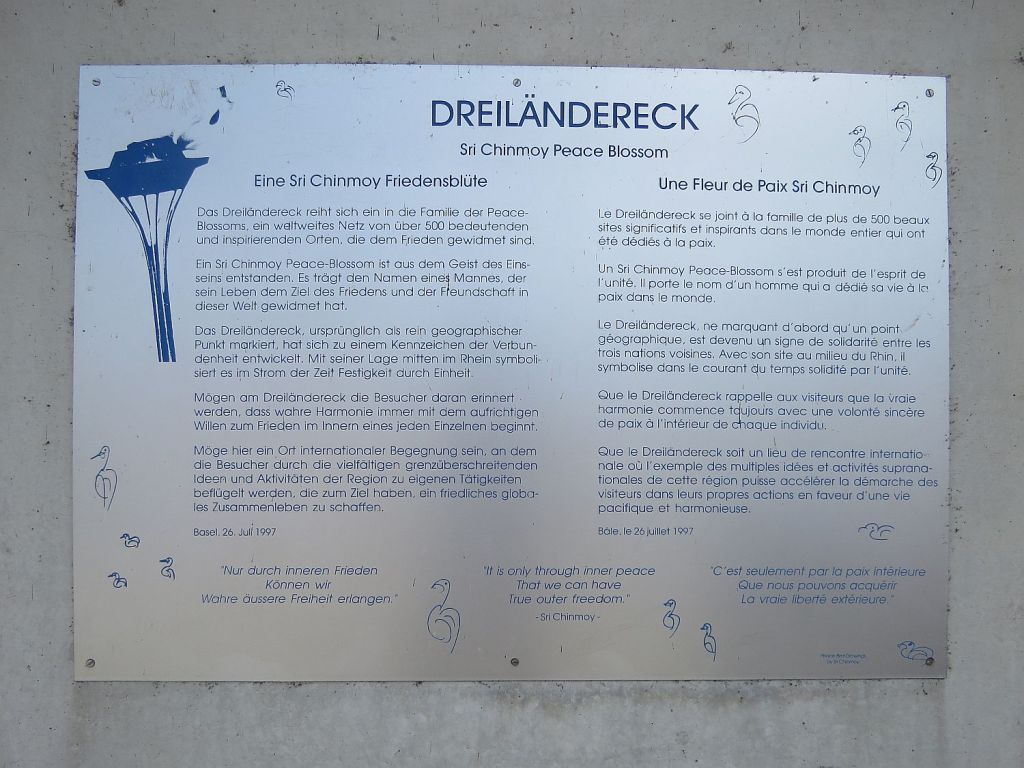 DREILÄNDERECK
Sri Chinmoy Peace Blossom
Eine Sri Chinmoy Friedensblüte
Das Dreiländereck reiht sich ein in die Familie der Peace-
Blossoms, ein weltweites Netz von über 500 bedeutenden
und inspirierenden Orten, die dem Frieden gewidmet sind.
Ein Sri Chinmoy Peace-Blossom ist aus dem Geist des Eins-
seins entstanden. Es trägt den Namen eines Mannes, der
sein Leben dem Ziel des Friedens und der Freundschaft in
dieser Welt gewidmet hat.
Das Dreiländereck, ursprünglich als rein geographischer
Punkt markiert, hat sich zu einem Kennzeichen der Verbun-
denheit entwickelt. Mit seiner Lage mitten im Rhein symboli-
siert es im Strom der Zeit Festigkeit durch Einheit.
Mögen am Dreiländereck die Besucher daran erinnert
werden, dass wahre Harmonie immer mit dem aufrichtigen
Willen zum Frieden im Innern eines jeden Einzelnen beginnt.
Möge hier ein Ort internationaler Begegnung sein, an dem
die Besucher durch die vielfältigen grenzüberschreitenden
Ideen und Aktivitäten der Region zu eigenen Tätigkeiten
beflügelt werden, die zum Ziel haben, ein friedliches globa-
les Zusammenleben zu schaffen.
Basel, 26. Juli 1997
Une Fleur de Paix Sri Chinmoy
Le Dreiländereck se joint à la famille de plus de 500 beaux
sites significatifs et inspirants dans le monde entier qui ont
été dédiés à la paix.
Un Sri Chinmoy Peace-Blossom s'est produit de l'esprit de
l'unité. Il porte le nom d'un homme qui a dédié sa vie à la
paix dans le monde.
Le Dreiländereck, ne marquant d'abord qu'un point
géographique, est devenu un signe de solidarité entre les
trois nations voisines. Avec son site au milieu du Rhin, il
symbolise dans le courant du temps solidité par l'unité.
Que le Dreiländereck rappelle aux visiteurs que la vraie
harmonie commence toujours avec une volonté sincère
de paix à l'intérieur de chaque individu.
Que le Dreiländereck soit un lieu de rencontre internatio-
nale où l'exemple des multiples idées et activités supranа-
tionales de cette région puisse accélérer la démarche des
visiteurs dans leurs propres actions en faveur d'une vie
pacifique et harmonieuse.
Bâle, le 26 juillet 1997
"Nur durch inneren Frieden
Können wir
Wahre äussere Freiheit erlangen."
"It is only through inner peace
That we can have
True outer freedom."
- Sri Chinmoy -
"C'est seulement par la paix intérieure
Que nous pouvons acquérir
La vraie liberté extérieure."
Peace Bird Drawings
by Sri Chinmoy